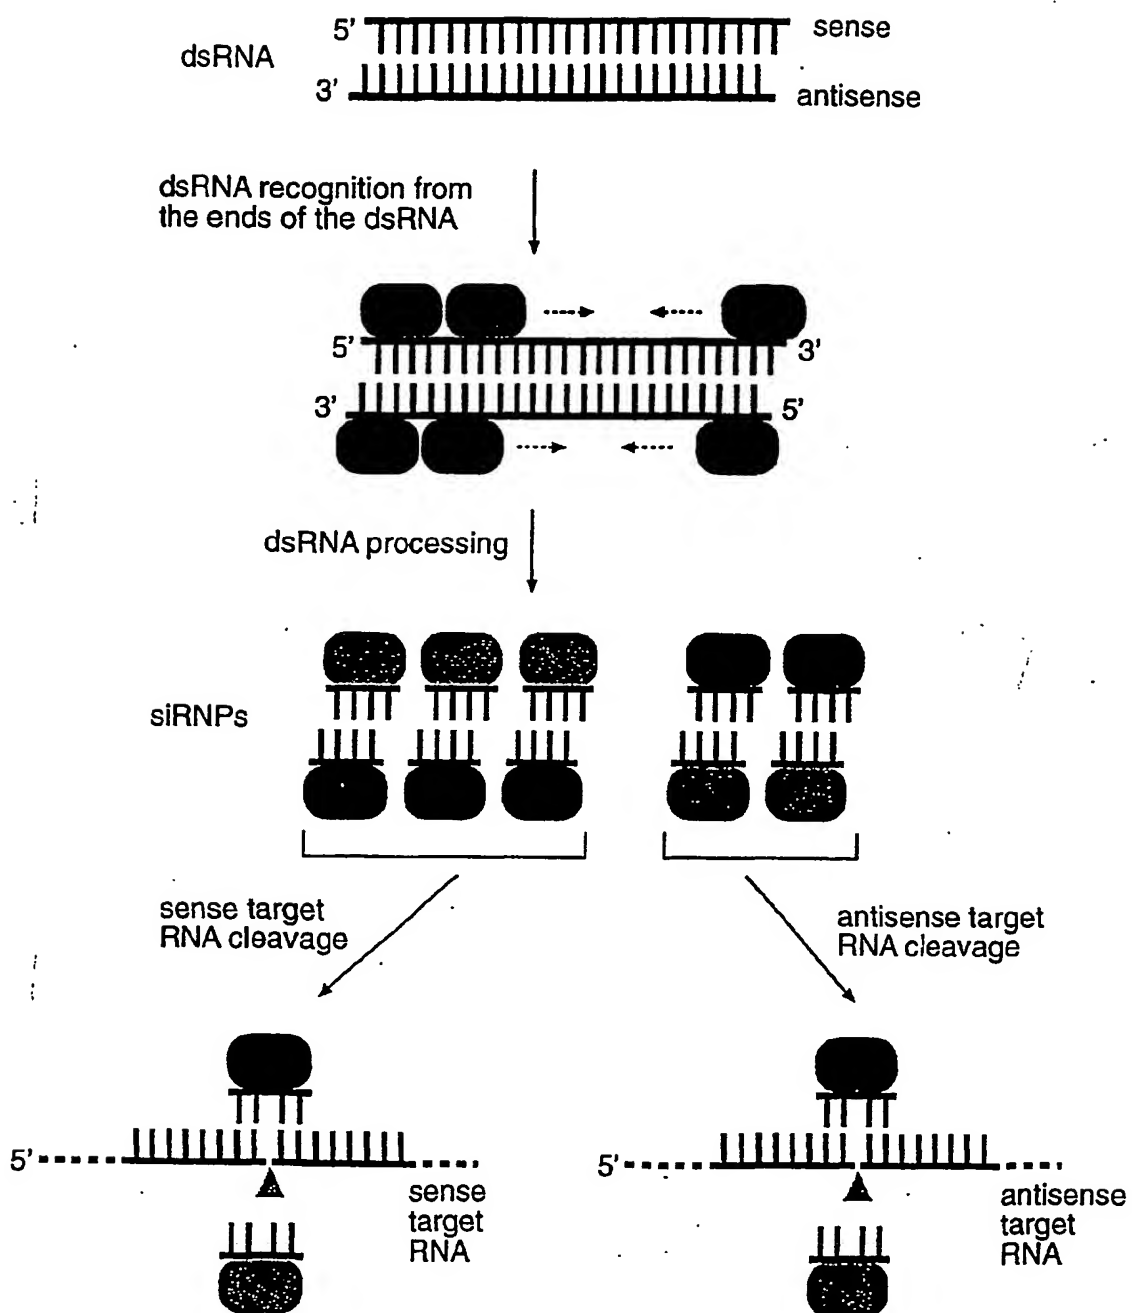 5'
sense
dsRNA
3'
antisense
dsRNA recognition from
the ends of the dsRNA
5'
3'
3'
5'
dsRNA processing
siRNPs
sense target
RNA cleavage
antisense target
RNA cleavage
5'
sense
target
RNA
5'
antisense
target
RNA